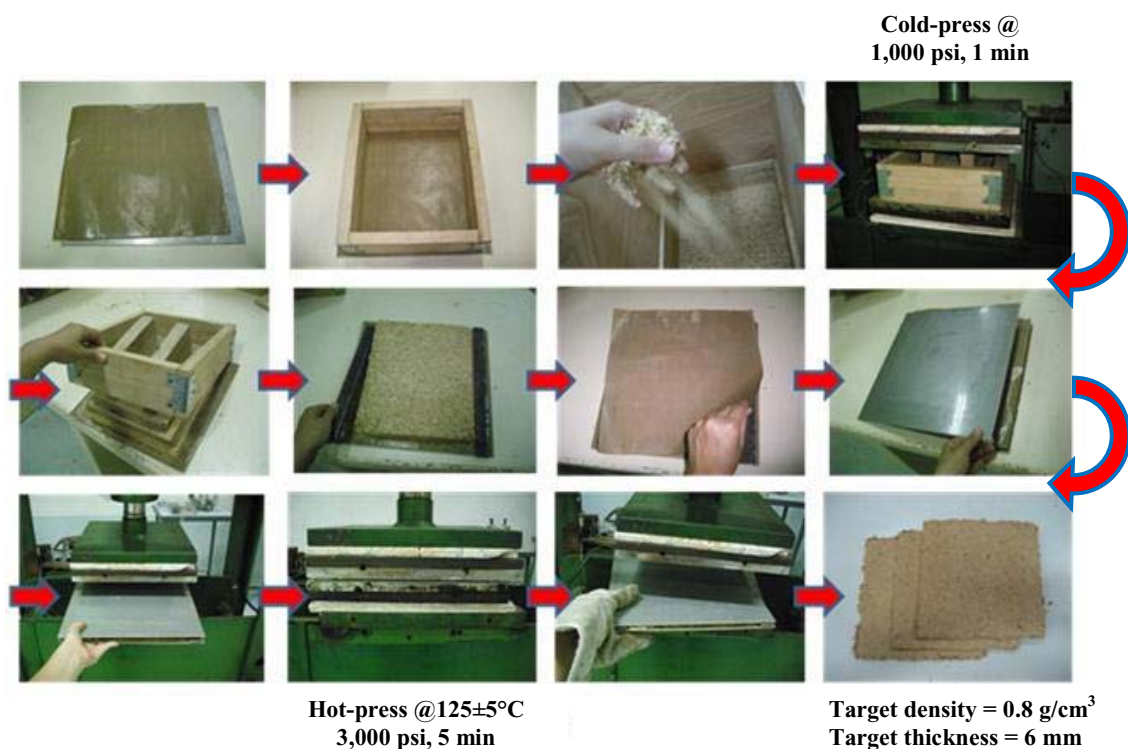 Cold-press @
1,000 psi, 1 min
Hot-press @125±5°C
3,000 psi, 5 min
Target density = 0.8 g/cm³
Target thickness = 6 mm